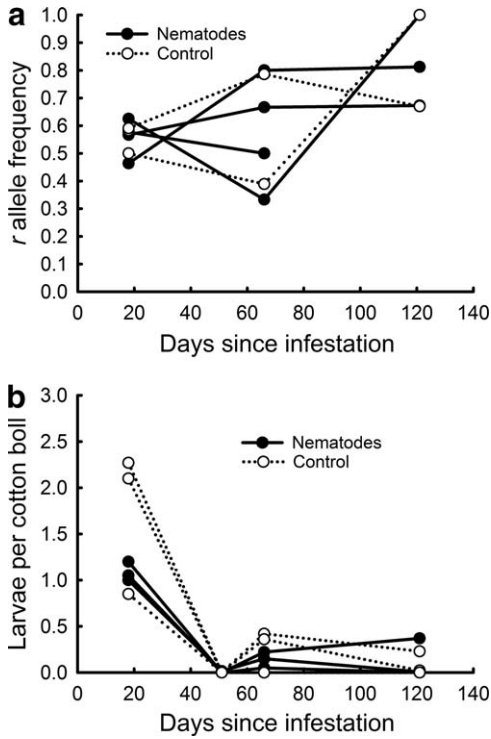 a
Nematodes
Control
r allele frequency
1.0
0.9
0.8
0.7
0.6
0.5
0.4
0.3
0.2
0.1
0.0
0 20 40 60 80 100 120 140
Days since infestation
b
Nematodes
Control
Larvae per cotton boll
3.0
2.5
2.0
1.5
1.0
0.5
0.0
0 20 40 60 80 100 120 140
Days since infestation